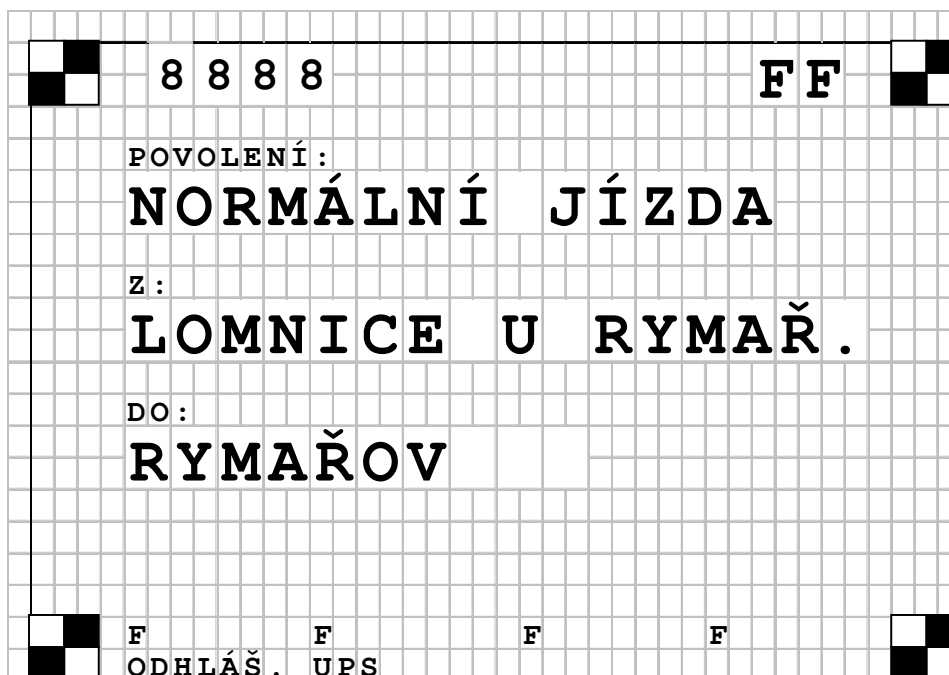 8888 FF
POVOLENÍ:
NORMÁLNÍ JÍZDA
Z:
LOMNICE U RYMAŘ.
DO:
RYMAŘOV
F F F F
ODHLÁŠ. UPS